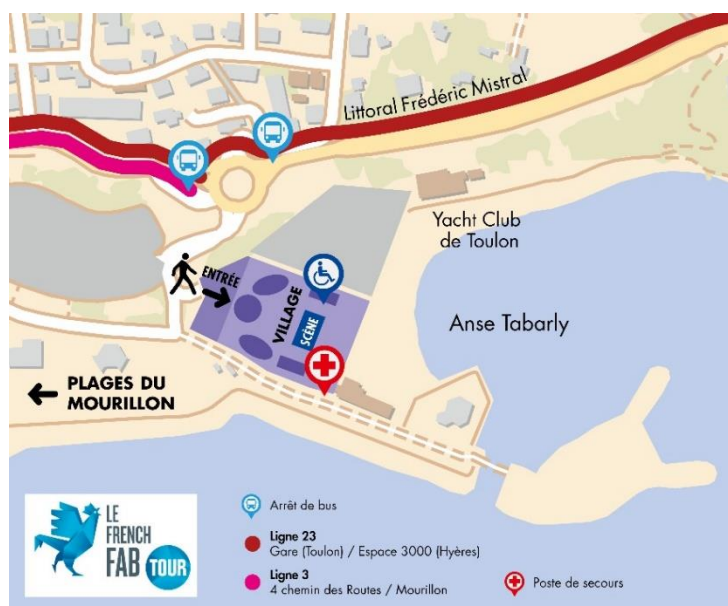 Littoral Frédéric Mistral
Yacht Club
de Toulon
ENTRÉE
VILLAGE
SCÈNE
Anse Tabarly
PLAGES DU
MOURILLON
LE
FRENCH
FAB
TOUR
Arrêt de bus
Ligne 23
Gare (Toulon) / Espace 3000 (Hyères)
Ligne 3
4 chemin des Routes / Mourillon
Poste de secours